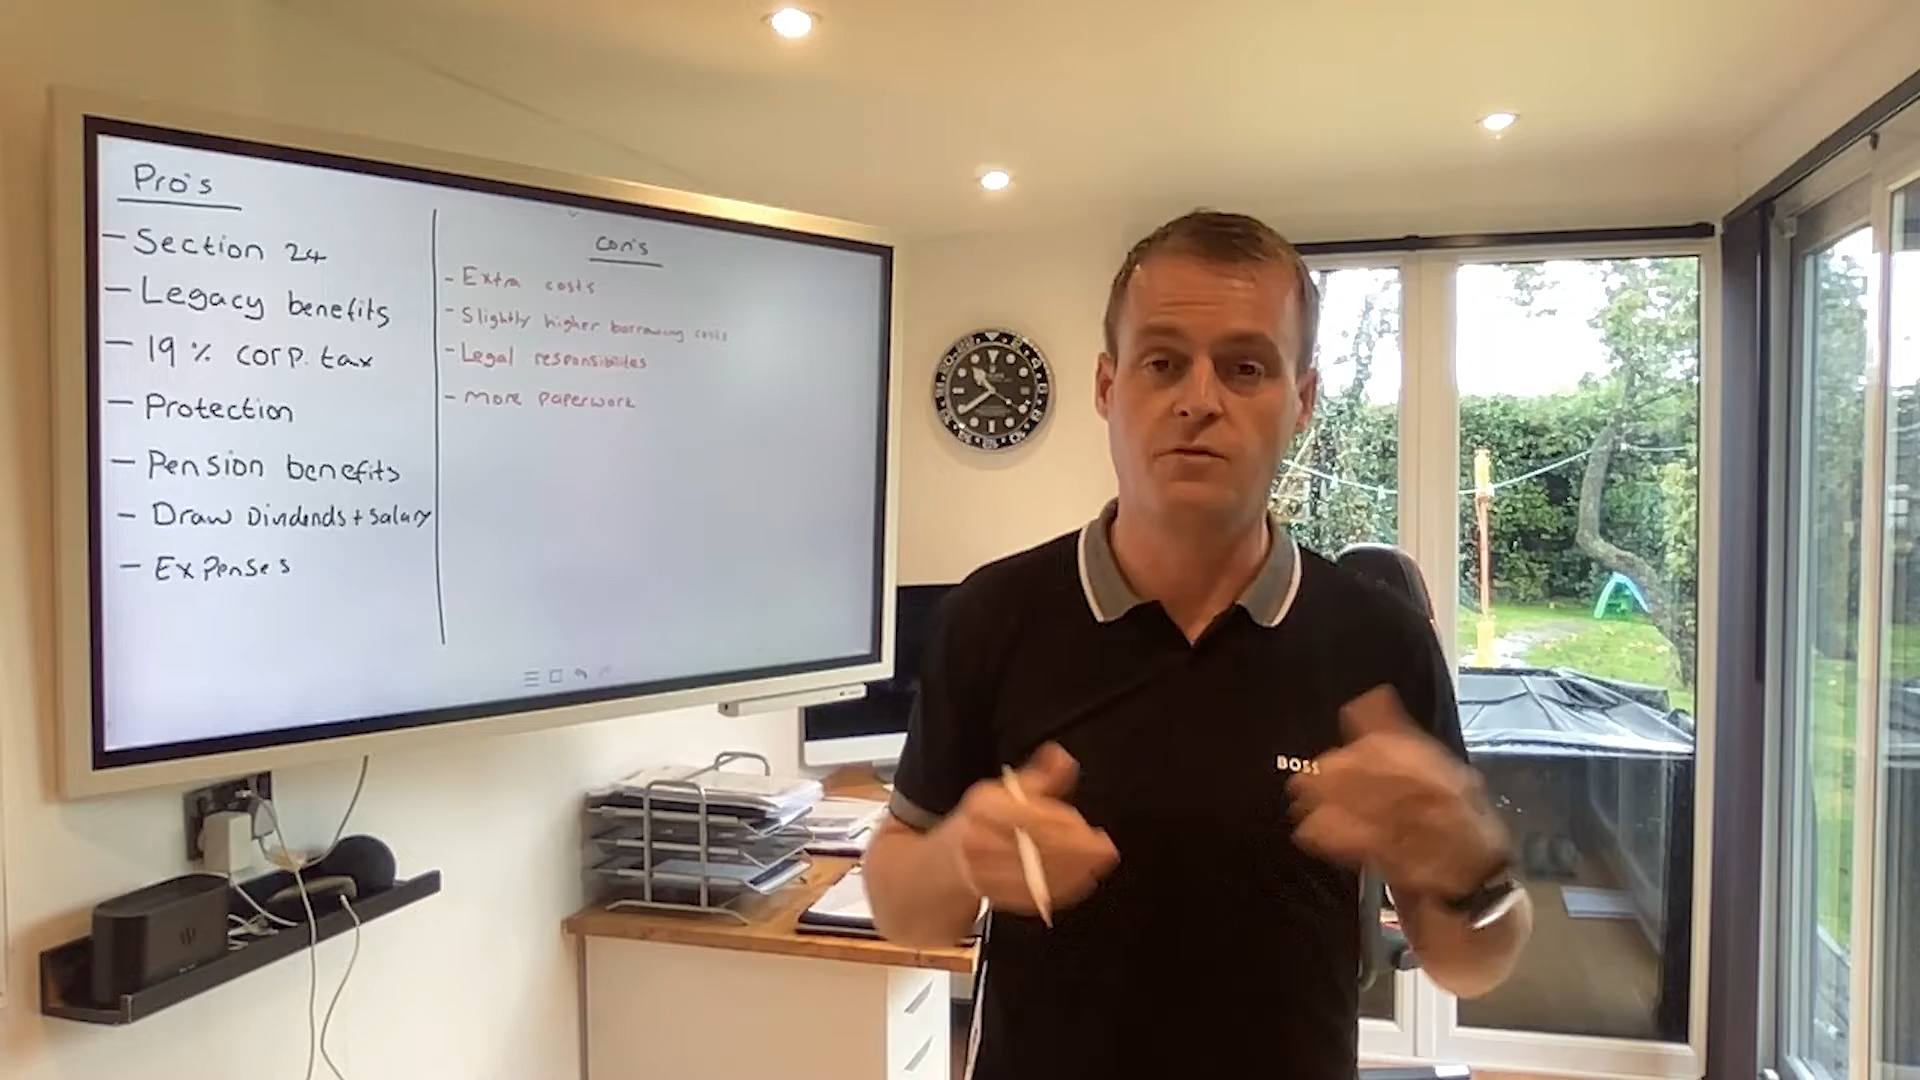 Pro's
- Section 24
- Legacy benefits
- 19% corp. tax
- Protection
- Pension benefits
- Draw Dividends + Salary
- Expenses
Con's
- Extra costs
- Slightly higher borrowing costs
- Legal responsibilites
- More paperwork
BOSS